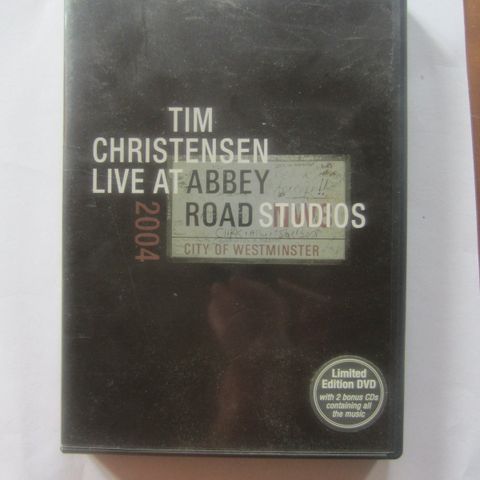 TIM
CHRISTENSEN
LIVE AT ABBEY
ROAD STUDIOS
2004
CITY OF WESTMINSTER
Limited
Edition DVD
with 2 bonus CDs
containing all
the music